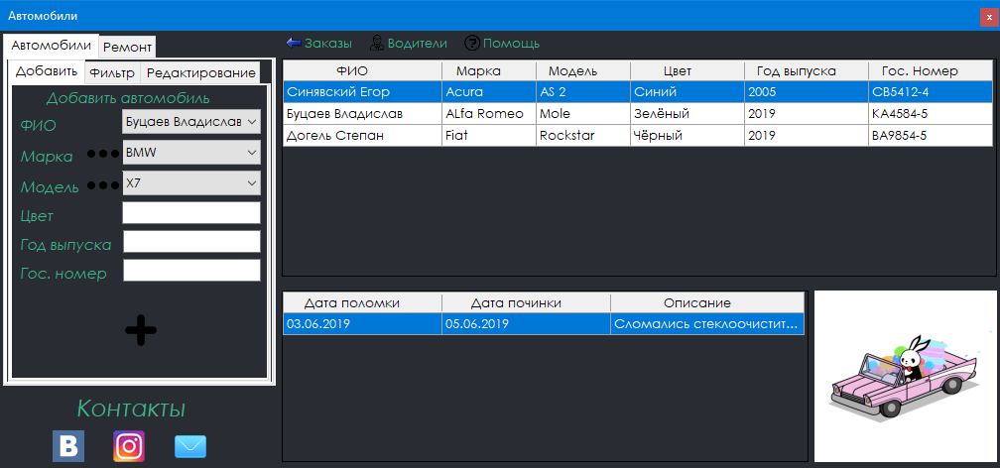 Автомобили
x
Автомобили Ремонт
Заказы Водители Помощь
Добавить Фильтр Редактирование
Добавить автомобиль
ФИО Буцаев Владислав
Марка BMW
Модель X7
Цвет
Год выпуска
Гос. номер
Контакты
B
ФИО Марка Модель Цвет Год выпуска Гос. Номер
Синявский Егор Acura AS 2 Синий 2005 CB5412-4
Буцаев Владислав ALfa Romeo Mole Зелёный 2019 KA4584-5
Догель Степан Fiat Rockstar Чёрный 2019 BA9854-5
Дата поломки Дата починки Описание
03.06.2019 05.06.2019 Сломались стеклоочистит...